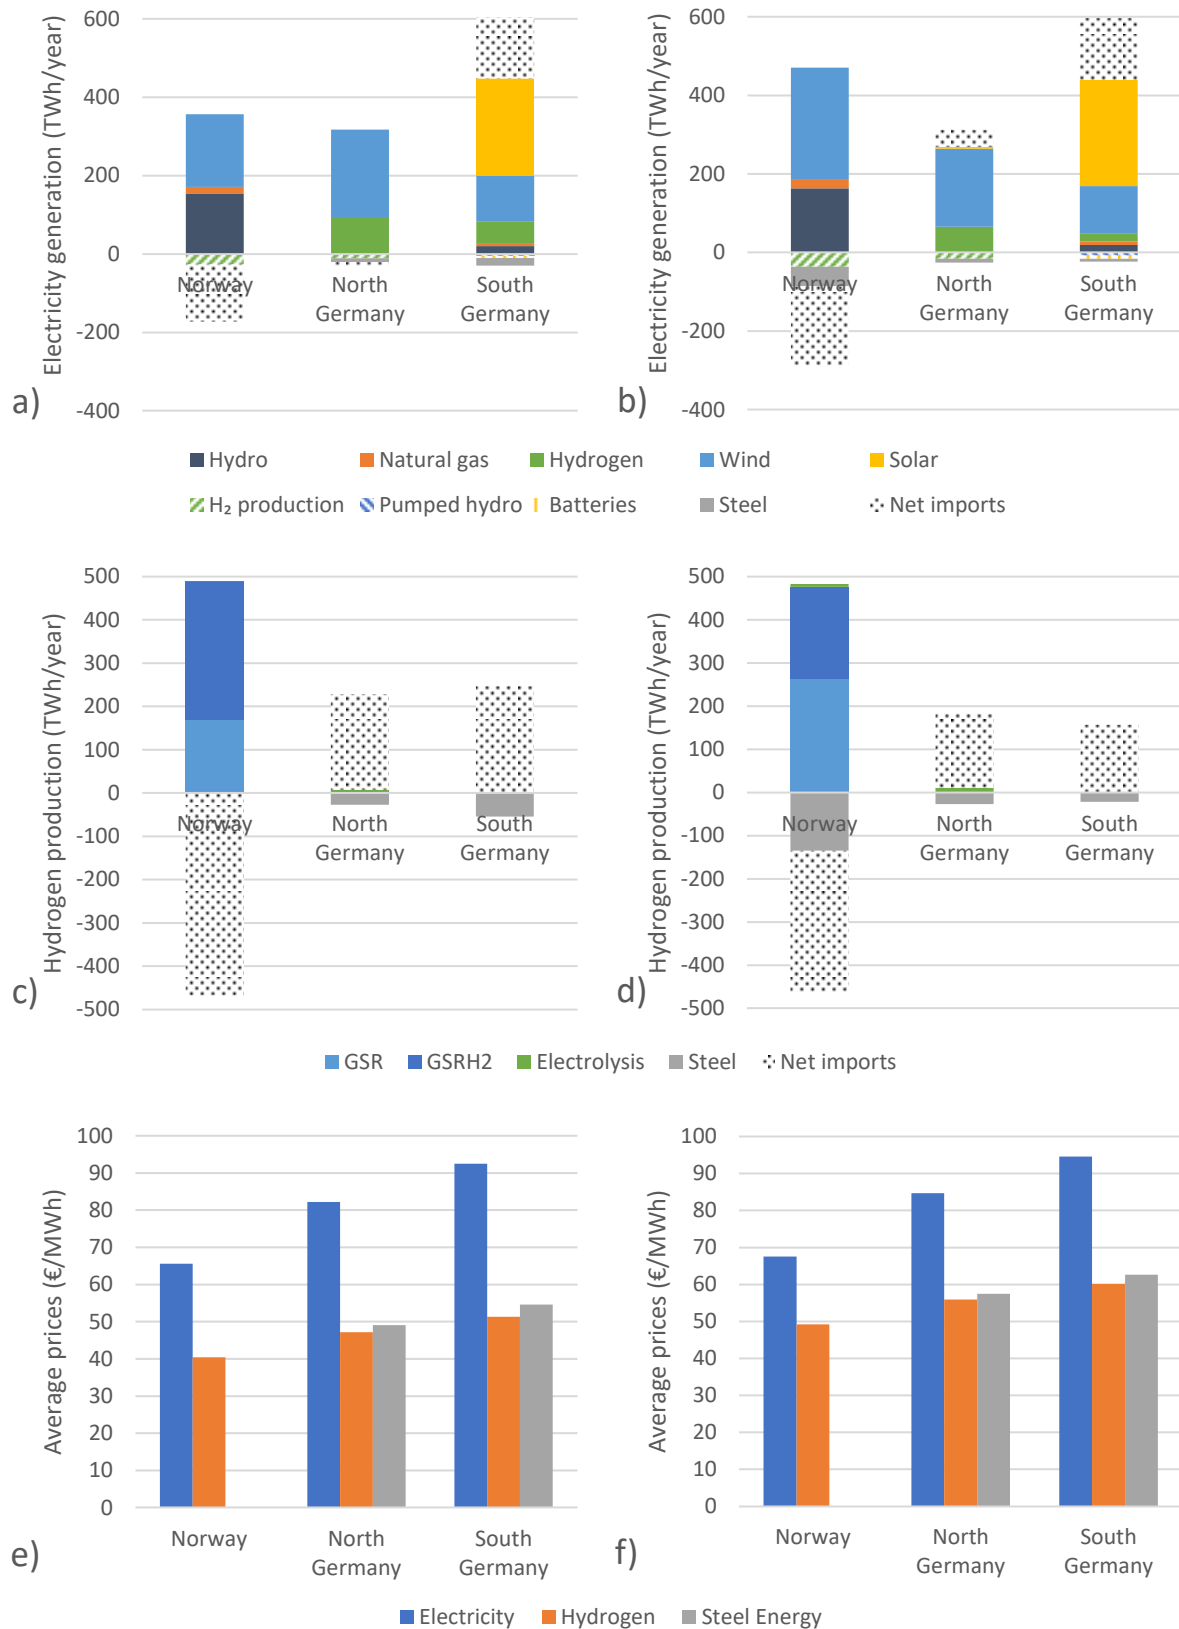 Electricity generation (TWh/year)
600
400
200
0
-200
-400
Norway
North
Germany
South
Germany
a)
Electricity generation (TWh/year)
600
400
200
0
-200
-400
Norway
North
Germany
South
Germany
b)
Hydro Natural gas Hydrogen Wind Solar
H₂ production Pumped hydro Batteries Steel Net imports
Hydrogen production (TWh/year)
500
400
300
200
100
0
-100
-200
-300
-400
-500
Norway
North
Germany
South
Germany
c)
Hydrogen production (TWh/year)
500
400
300
200
100
0
-100
-200
-300
-400
-500
Norway
North
Germany
South
Germany
d)
GSR GSRH2 Electrolysis Steel Net imports
Average prices (€/MWh)
100
90
80
70
60
50
40
30
20
10
0
Norway
North
Germany
South
Germany
e)
Average prices (€/MWh)
100
90
80
70
60
50
40
30
20
10
0
Norway
North
Germany
South
Germany
f)
Electricity Hydrogen Steel Energy